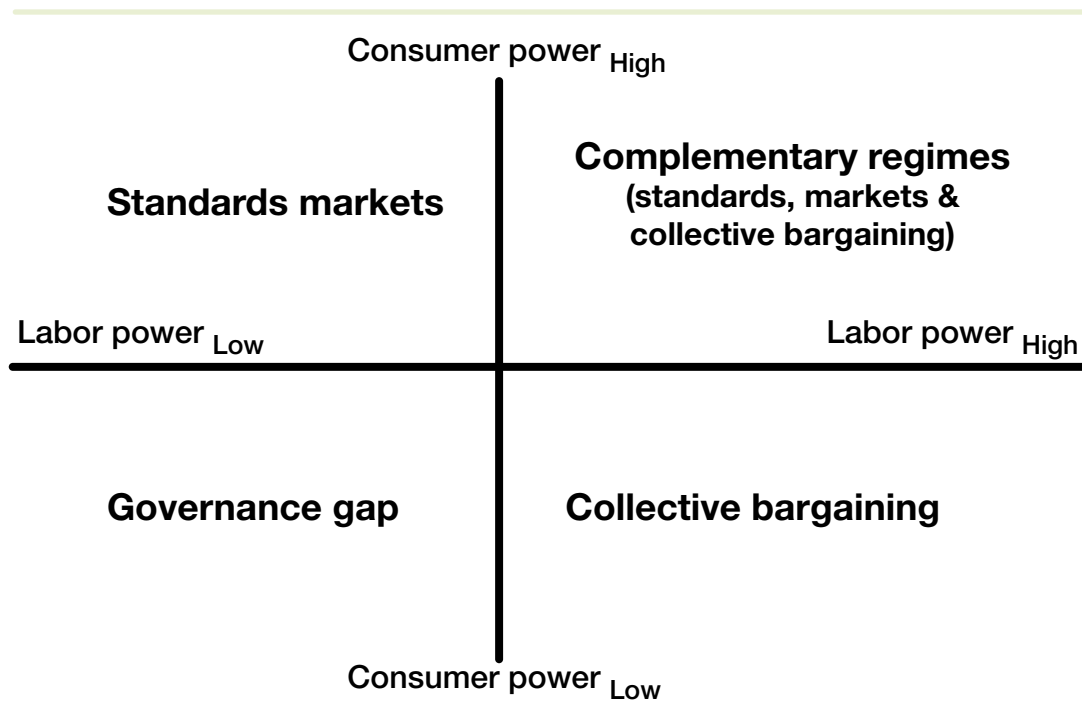 Consumer power High
Complementary regimes
(standards, markets &
collective bargaining)
Standards markets
Labor power Low
Labor power High
Governance gap
Collective bargaining
Consumer power Low